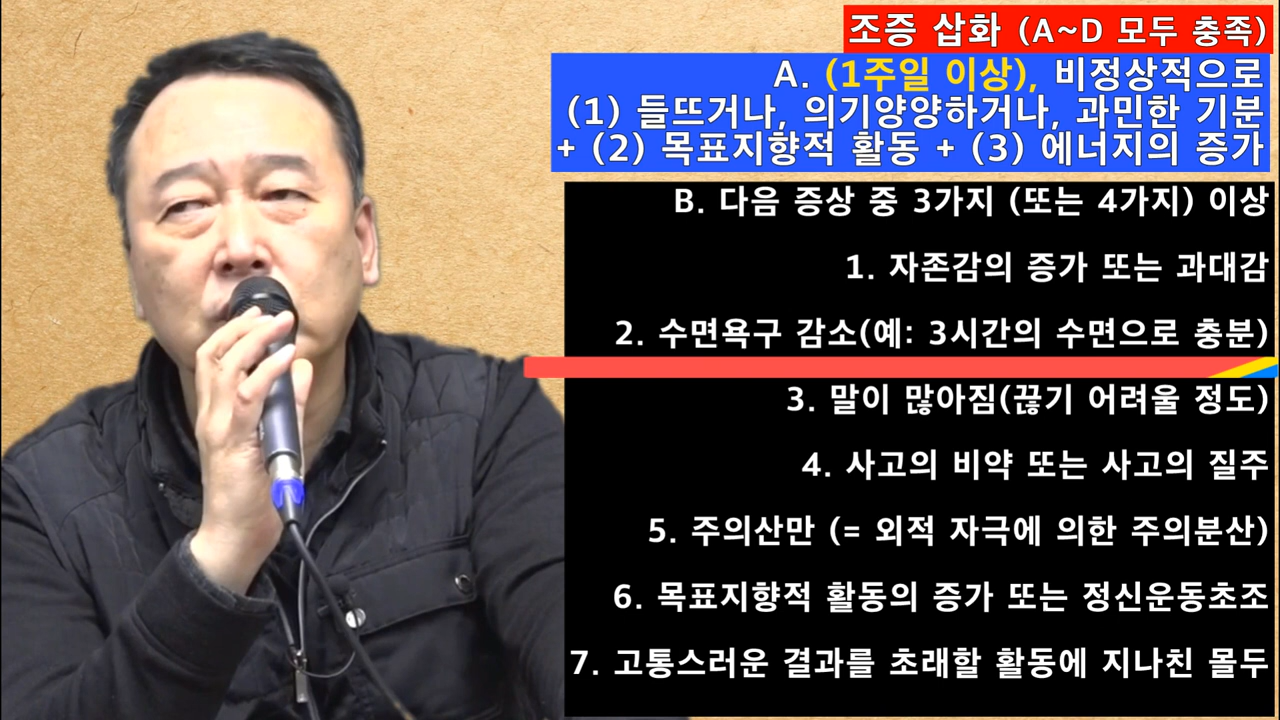 조증 삽화 (A~D 모두 충족)
A. (1주일 이상), 비정상적으로
(1) 들뜨거나, 의기양양하거나, 과민한 기분
+ (2) 목표지향적 활동 + (3) 에너지의 증가
B. 다음 증상 중 3가지 (또는 4가지) 이상
1. 자존감의 증가 또는 과대감
2. 수면욕구 감소(예: 3시간의 수면으로 충분)
3. 말이 많아짐(끊기 어려울 정도)
4. 사고의 비약 또는 사고의 질주
5. 주의산만 (= 외적 자극에 의한 주의분산)
6. 목표지향적 활동의 증가 또는 정신운동초조
7. 고통스러운 결과를 초래할 활동에 지나친 몰두